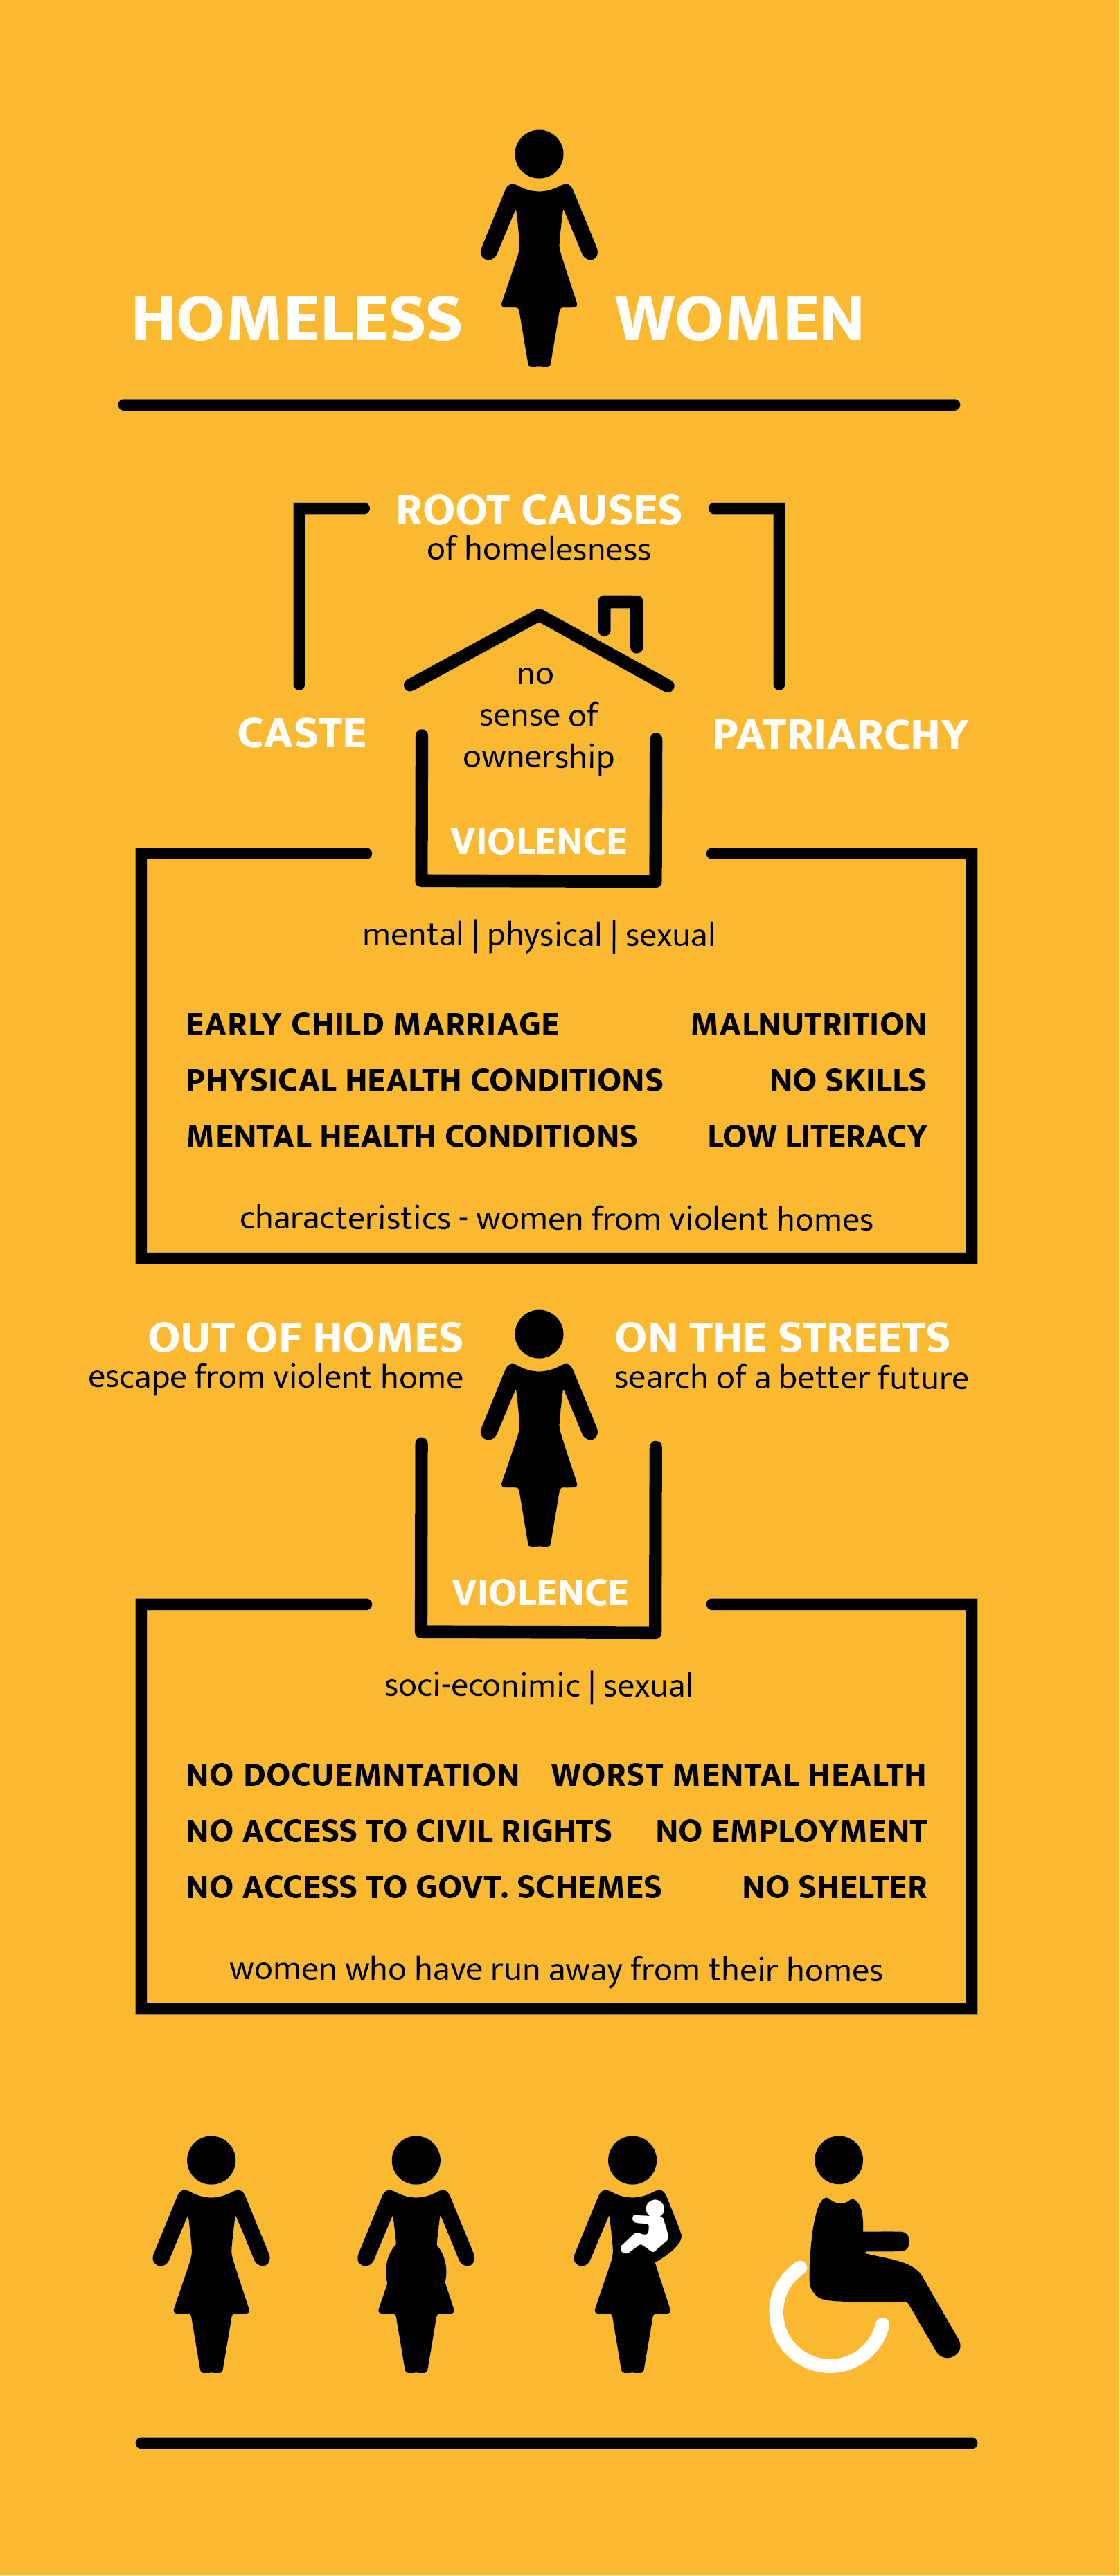 HOMELESS WOMEN
ROOT CAUSES
of homelesness
no
sense of
ownership
CASTE
PATRIARCHY
VIOLENCE
mental | physical | sexual
EARLY CHILD MARRIAGE MALNUTRITION
PHYSICAL HEALTH CONDITIONS NO SKILLS
MENTAL HEALTH CONDITIONS LOW LITERACY
characteristics - women from violent homes
OUT OF HOMES
escape from violent home
ON THE STREETS
search of a better future
VIOLENCE
soci-econimic | sexual
NO DOCUEMNTATION WORST MENTAL HEALTH
NO ACCESS TO CIVIL RIGHTS NO EMPLOYMENT
NO ACCESS TO GOVT. SCHEMES NO SHELTER
women who have run away from their homes